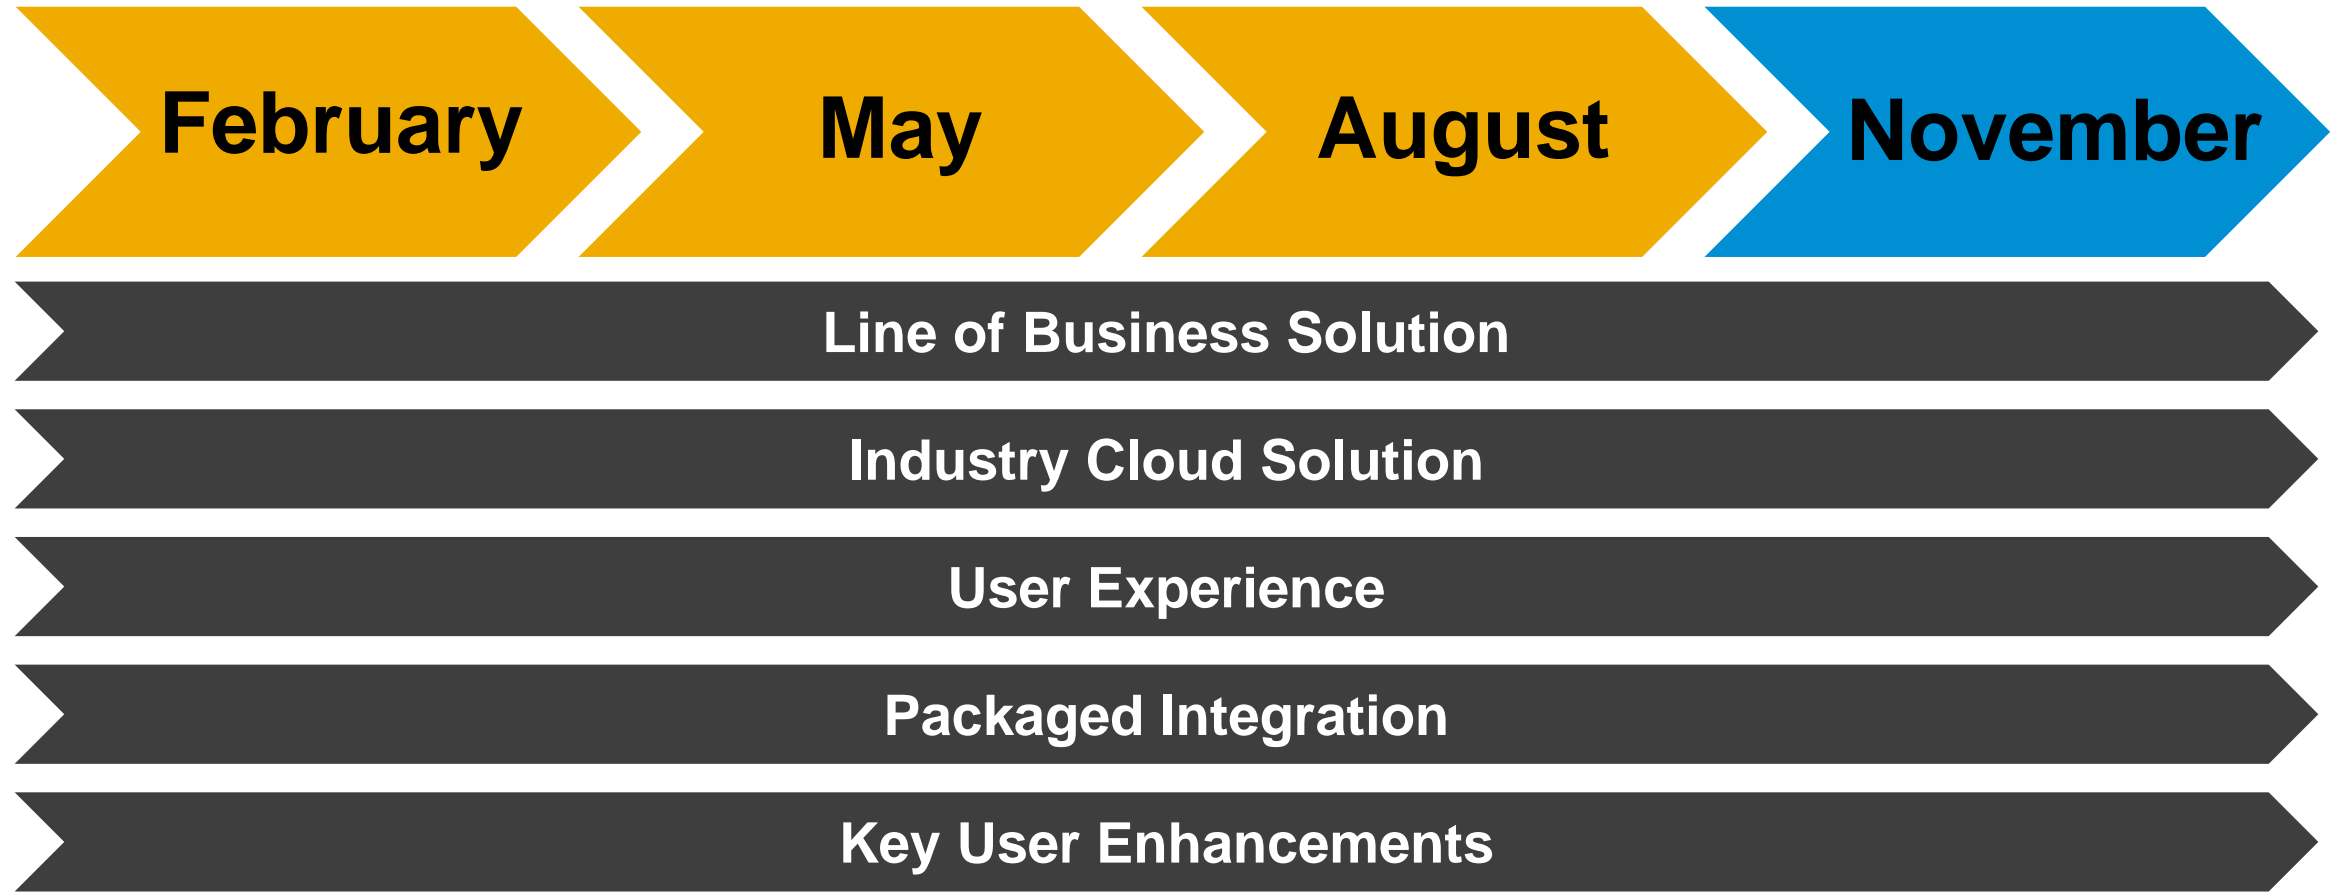 February
May
August
November
Line of Business Solution
Industry Cloud Solution
User Experience
Packaged Integration
Key User Enhancements